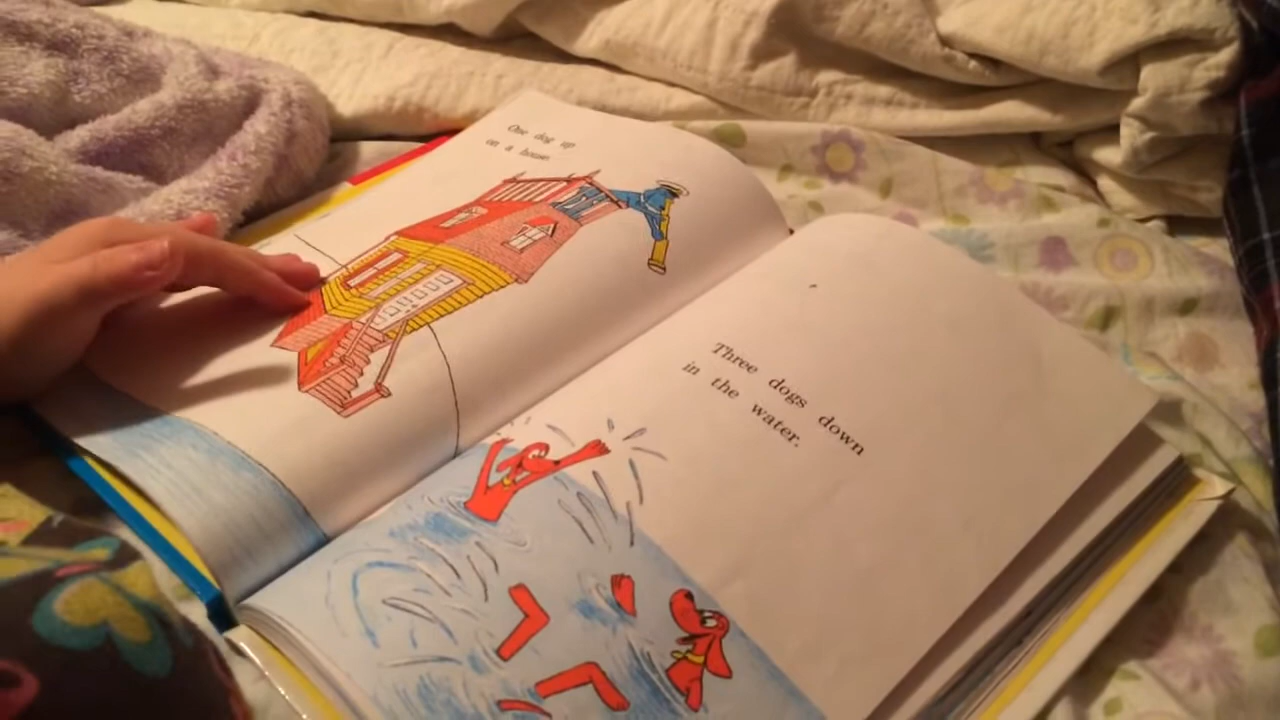 One dog up
on a house.
Three dogs down
in the water.